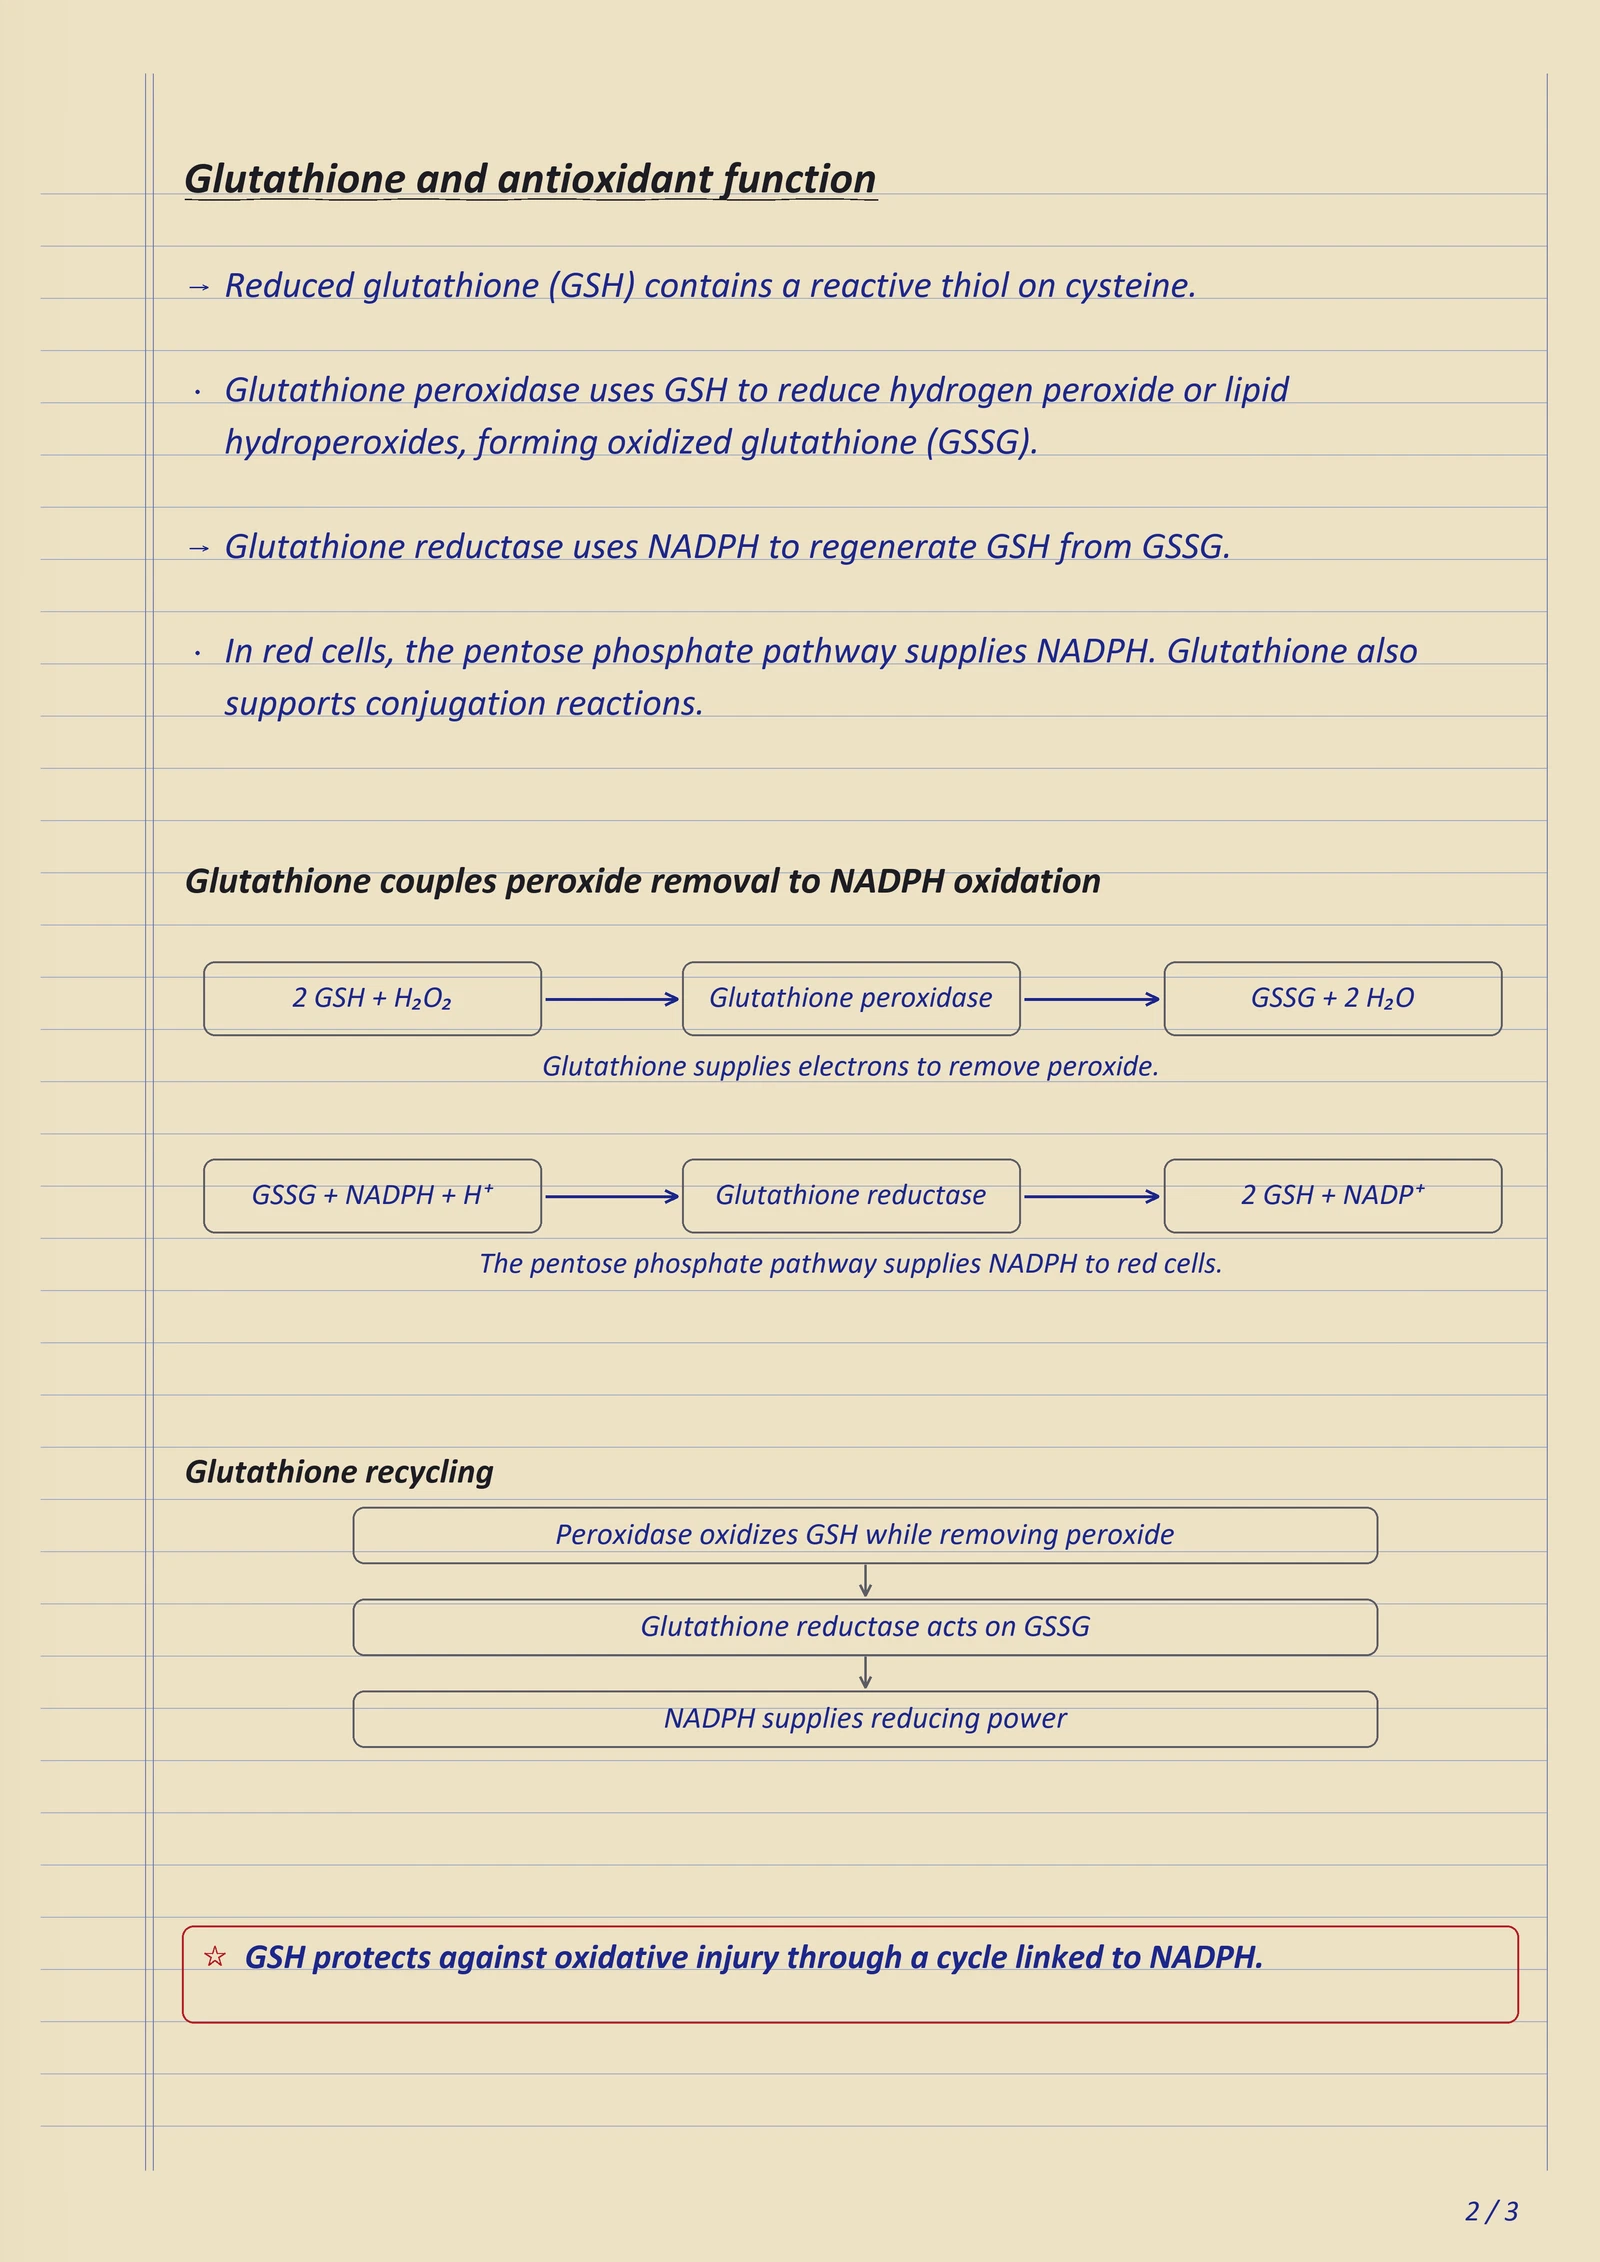 Glutathione and antioxidant function
→ Reduced glutathione (GSH) contains a reactive thiol on cysteine.
· Glutathione peroxidase uses GSH to reduce hydrogen peroxide or lipid
hydroperoxides, forming oxidized glutathione (GSSG).
→ Glutathione reductase uses NADPH to regenerate GSH from GSSG.
· In red cells, the pentose phosphate pathway supplies NADPH. Glutathione also
supports conjugation reactions.
Glutathione couples peroxide removal to NADPH oxidation
2 GSH + H₂O₂ → Glutathione peroxidase → GSSG + 2 H₂O
Glutathione supplies electrons to remove peroxide.
GSSG + NADPH + H⁺ → Glutathione reductase → 2 GSH + NADP⁺
The pentose phosphate pathway supplies NADPH to red cells.
Glutathione recycling
Peroxidase oxidizes GSH while removing peroxide
↓
Glutathione reductase acts on GSSG
↓
NADPH supplies reducing power
☆ GSH protects against oxidative injury through a cycle linked to NADPH.
2 / 3